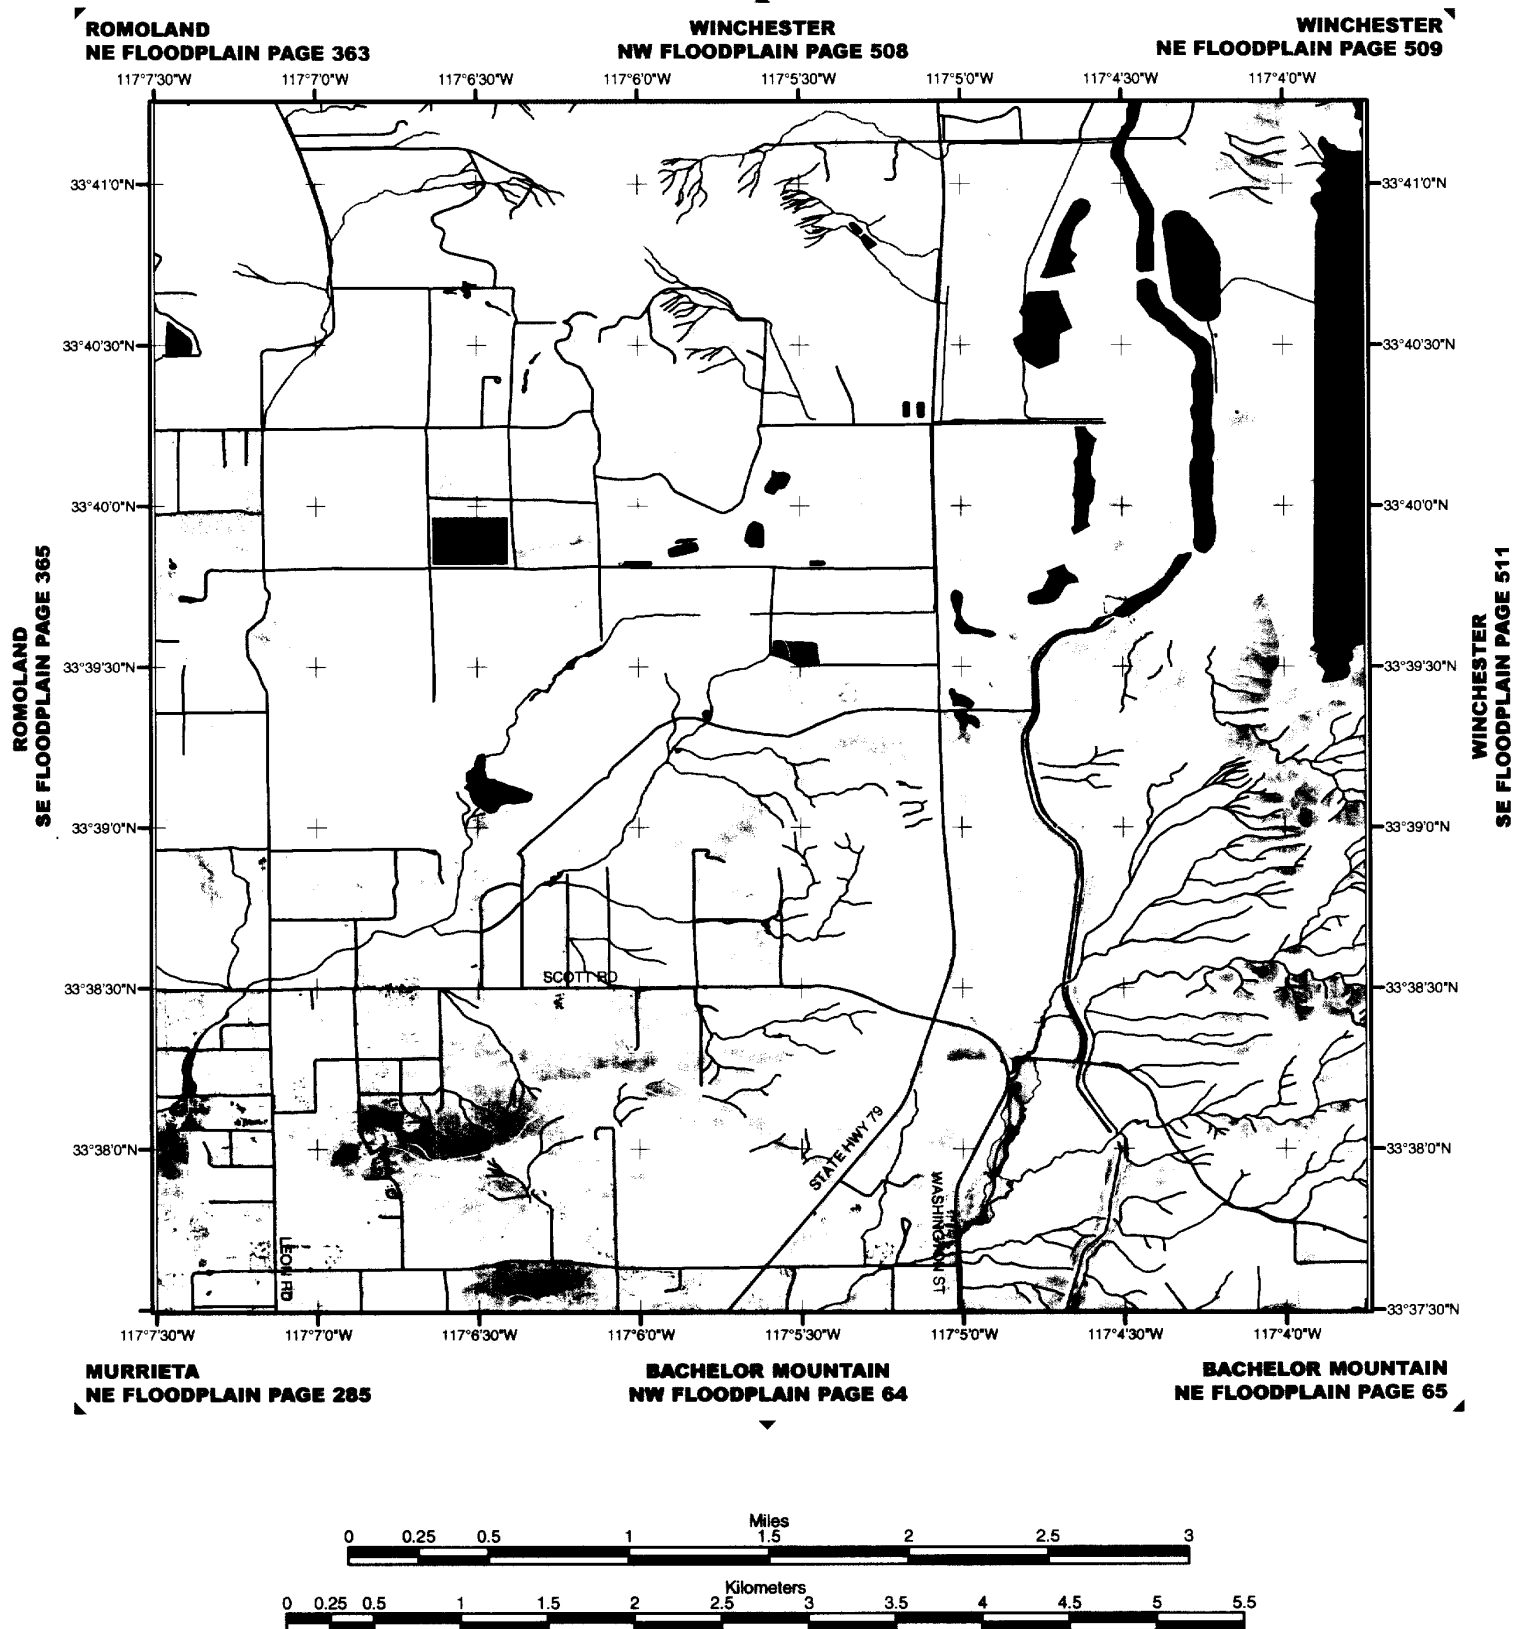 ROMOLAND
NE FLOODPLAIN PAGE 363
WINCHESTER
NW FLOODPLAIN PAGE 508
WINCHESTER
NE FLOODPLAIN PAGE 509
117°7'30"W 117°7'0"W 117°6'30"W 117°6'0"W 117°5'30"W 117°5'0"W 117°4'30"W 117°4'0"W
33°41'0"N 33°41'0"N
33°40'30"N 33°40'30"N
33°40'0"N 33°40'0"N
ROMOLAND
SE FLOODPLAIN PAGE 365
WINCHESTER
SE FLOODPLAIN PAGE 511
33°39'30"N 33°39'30"N
33°39'0"N 33°39'0"N
SCOTT RD
33°38'30"N 33°38'30"N
STATE HWY 79
33°38'0"N 33°38'0"N
WASHINGTON ST
LEON RD
33°37'30"N
117°7'30"W 117°7'0"W 117°6'30"W 117°6'0"W 117°5'30"W 117°5'0"W 117°4'30"W 117°4'0"W
MURRIETA
NE FLOODPLAIN PAGE 285
BACHELOR MOUNTAIN
NW FLOODPLAIN PAGE 64
BACHELOR MOUNTAIN
NE FLOODPLAIN PAGE 65
Miles
0 0.25 0.5 1 1.5 2 2.5 3
Kilometers
0 0.25 0.5 1 1.5 2 2.5 3 3.5 4 4.5 5 5.5